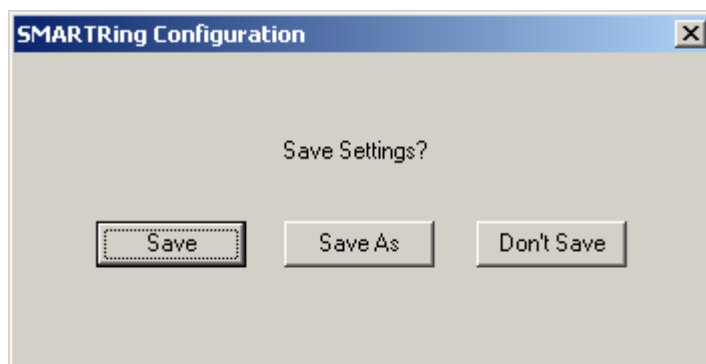 SMARTRing Configuration
Save Settings?
Save
Save As
Don't Save